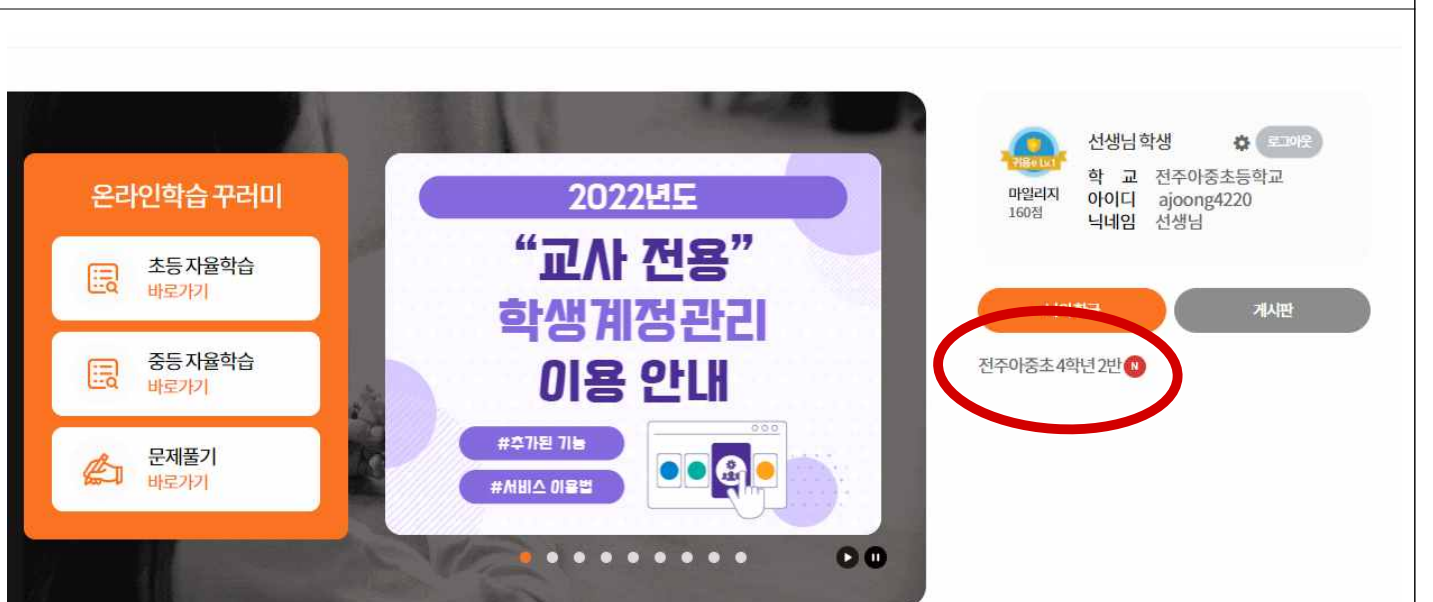 온라인학습 꾸러미
초등 자율학습
바로가기
중등 자율학습
바로가기
문제풀기
바로가기
2022년도
“교사 전용”
학생계정관리
이용 안내
#추가된 기능
#서비스 이용법
귀요미 Lv.1
마일리지
160점
선생님 학생
로그아웃
학 교 전주아중초등학교
아이디 ajoong4220
닉네임 선생님
게시판
전주아중초 4학년 2반 N